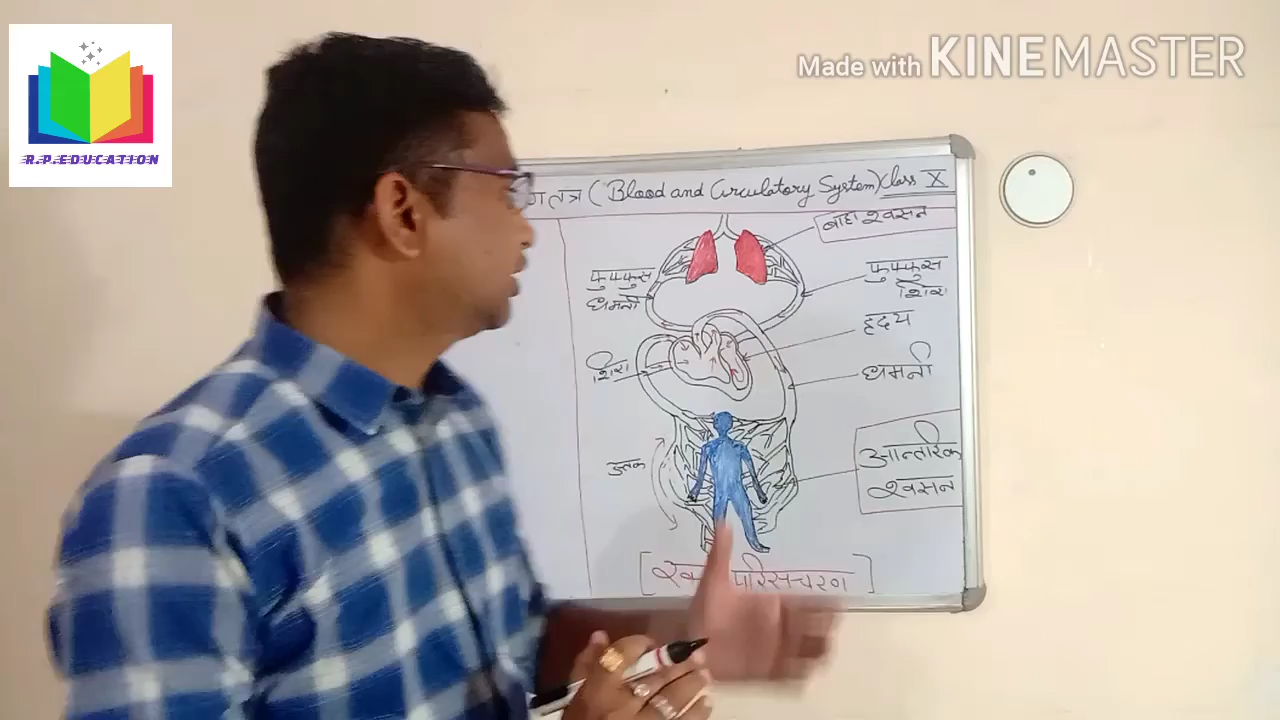 Made with KINEMASTER
R.P.EDUCATION
तंत्र (Blood and Circulatory System) Class X
बाह्य श्वसन
फुफ्फुस
धमनी
फुफ्फुस
शिरा
हृदय
शिरा
धमनी
ऊतक
आन्तरिक
श्वसन
परिसंचरण